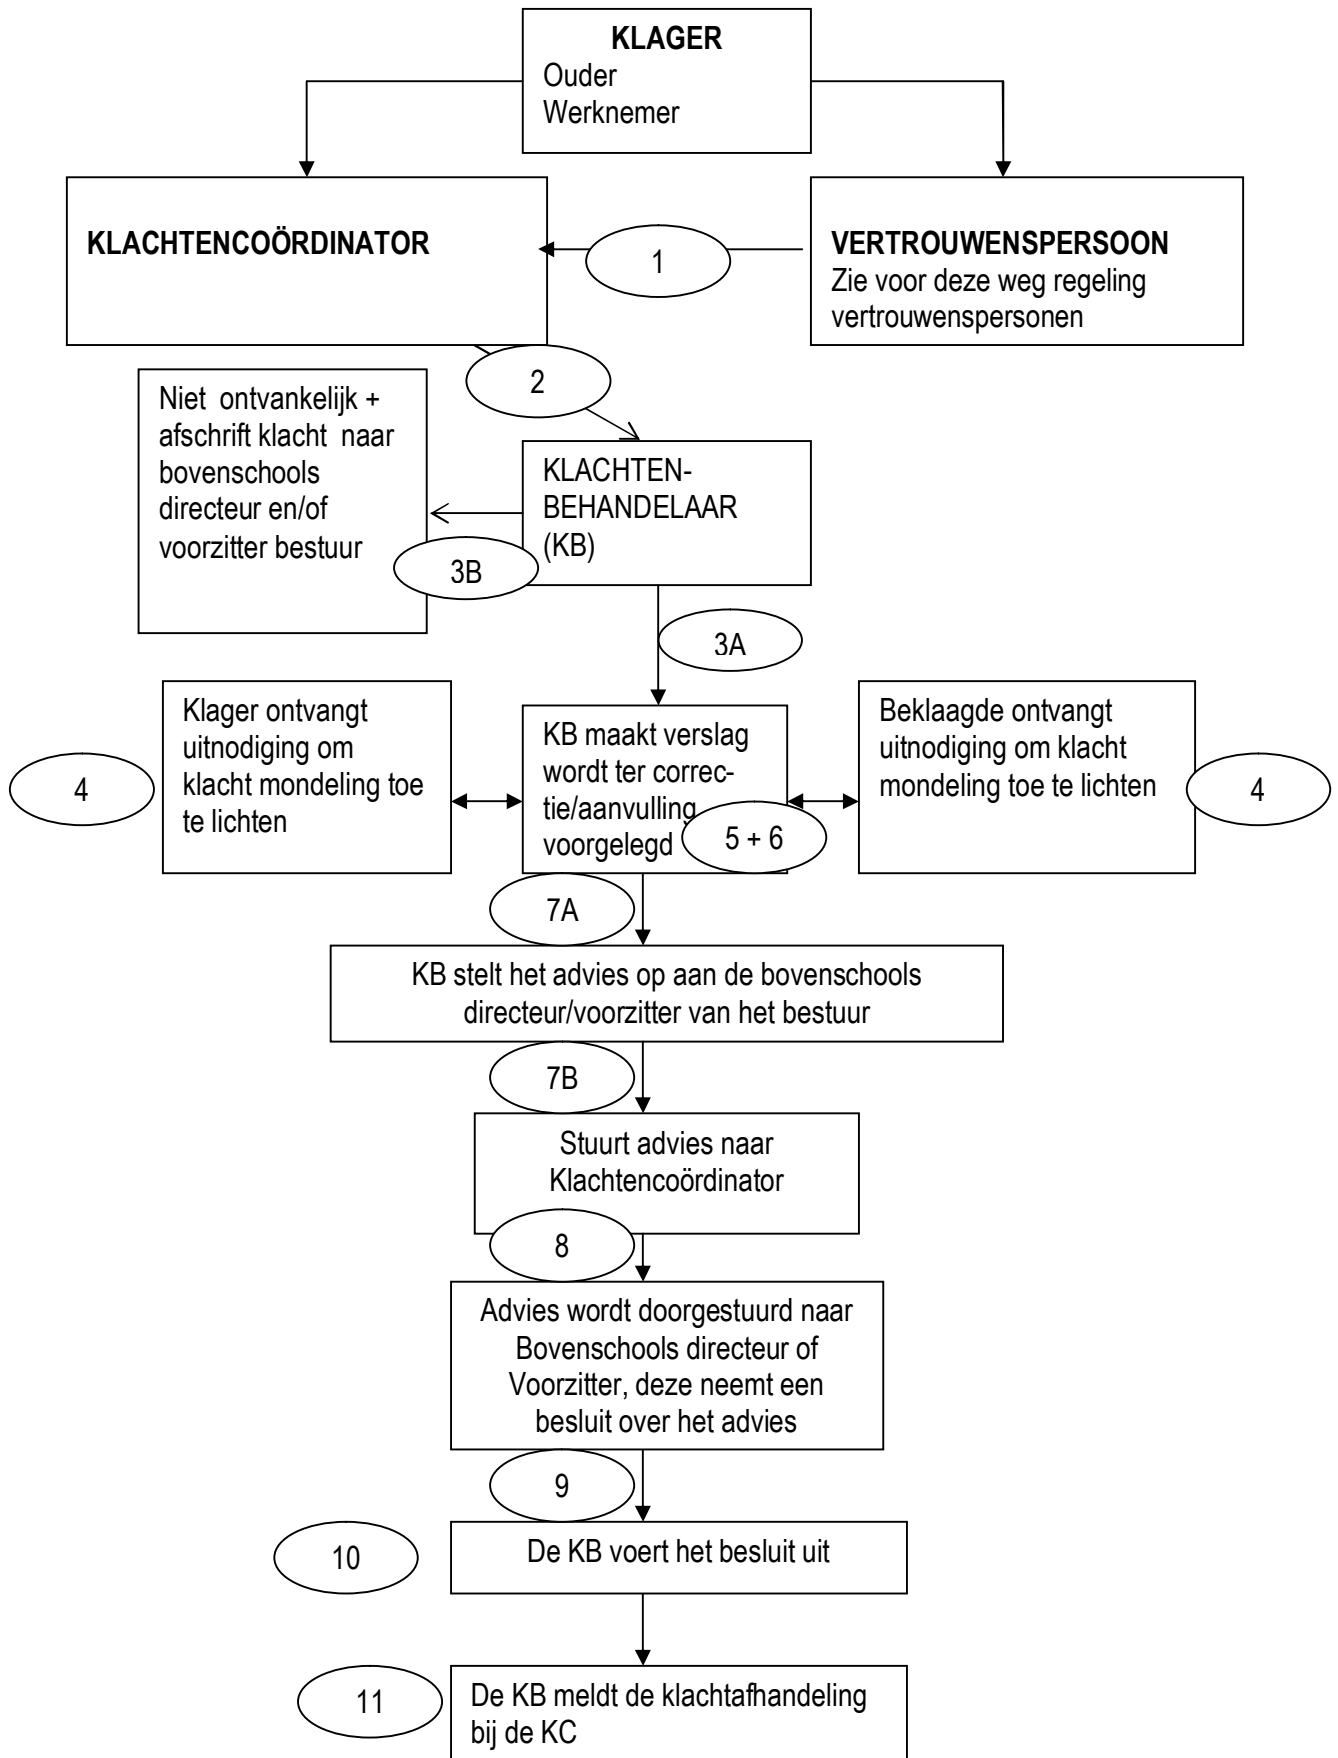 KLAGER
Ouder
Werknemer
KLACHTENCOÖRDINATOR
1
VERTROUWENSPERSOON
Zie voor deze weg regeling
vertrouwenspersonen
2
Niet ontvankelijk +
afschrift klacht naar
bovenschools
directeur en/of
voorzitter bestuur
KLACHTEN-
BEHANDELAAR
(KB)
3B
3A
4
Klager ontvangt
uitnodiging om
klacht mondeling toe
te lichten
KB maakt verslag
wordt ter correc-
tie/aanvulling
voorgelegd
5 + 6
Beklaagde ontvangt
uitnodiging om klacht
mondeling toe te lichten
4
7A
KB stelt het advies op aan de bovenschools
directeur/voorzitter van het bestuur
7B
Stuurt advies naar
Klachtencoördinator
8
Advies wordt doorgestuurd naar
Bovenschools directeur of
Voorzitter, deze neemt een
besluit over het advies
9
10
De KB voert het besluit uit
11
De KB meldt de klachtafhandeling
bij de KC